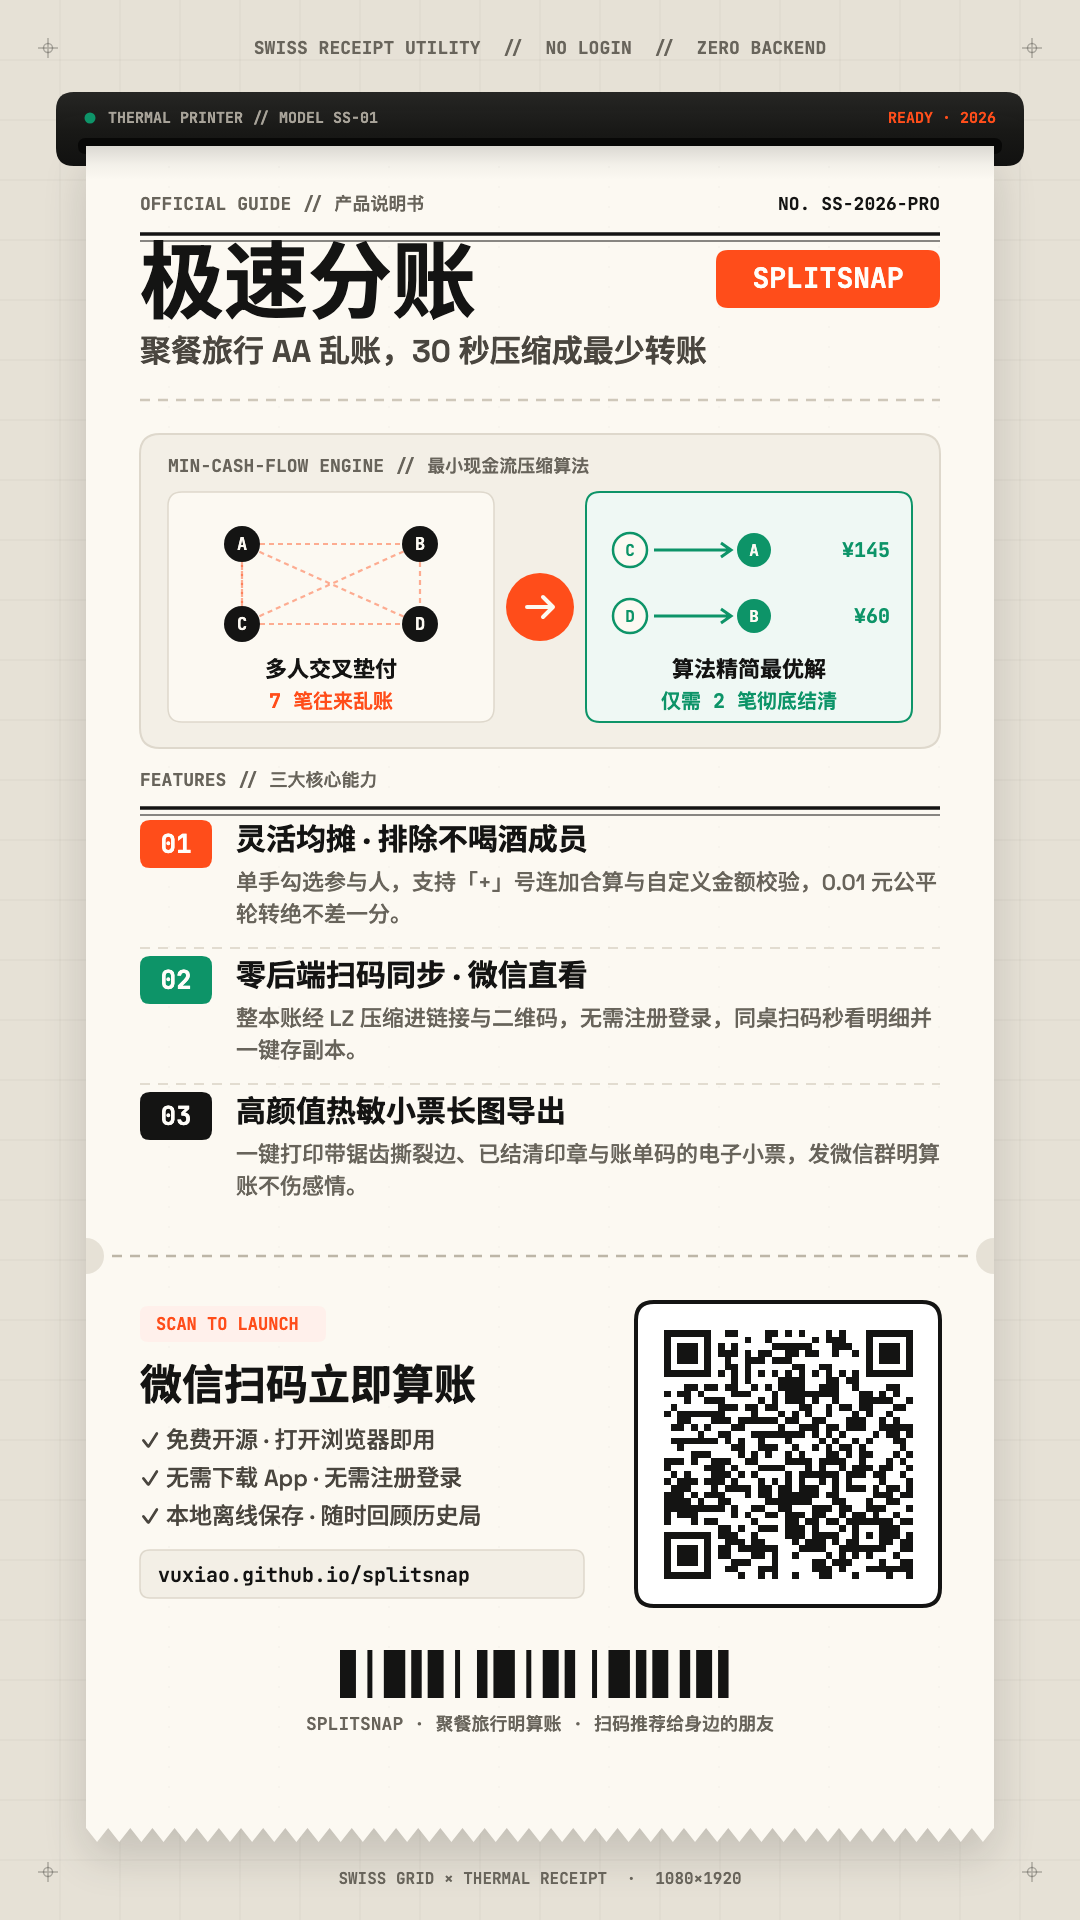 SWISS RECEIPT UTILITY // NO LOGIN // ZERO BACKEND
THERMAL PRINTER // MODEL SS-01
READY · 2026
OFFICIAL GUIDE // 产品说明书
NO. SS-2026-PRO
极速分账
SPLITSNAP
聚餐旅行 AA 乱账，30 秒压缩成最少转账
MIN-CASH-FLOW ENGINE // 最小现金流压缩算法
A B
C D
多人交叉垫付
7 笔往来乱账
C A ¥145
D B ¥60
算法精简最优解
仅需 2 笔彻底结清
FEATURES // 三大核心能力
01
灵活均摊 · 排除不喝酒成员
单手勾选参与人，支持「+」号连加合算与自定义金额校验，0.01 元公平
轮转绝不差一分。
02
零后端扫码同步 · 微信直看
整本账经 LZ 压缩进链接与二维码，无需注册登录，同桌扫码秒看明细并
一键存副本。
03
高颜值热敏小票长图导出
一键打印带锯齿撕裂边、已结清印章与账单码的电子小票，发微信群明算
账不伤感情。
SCAN TO LAUNCH
微信扫码立即算账
✓ 免费开源 · 打开浏览器即用
✓ 无需下载 App · 无需注册登录
✓ 本地离线保存 · 随时回顾历史局
vuxiao.github.io/splitsnap
SPLITSNAP · 聚餐旅行明算账 · 扫码推荐给身边的朋友
SWISS GRID × THERMAL RECEIPT · 1080×1920